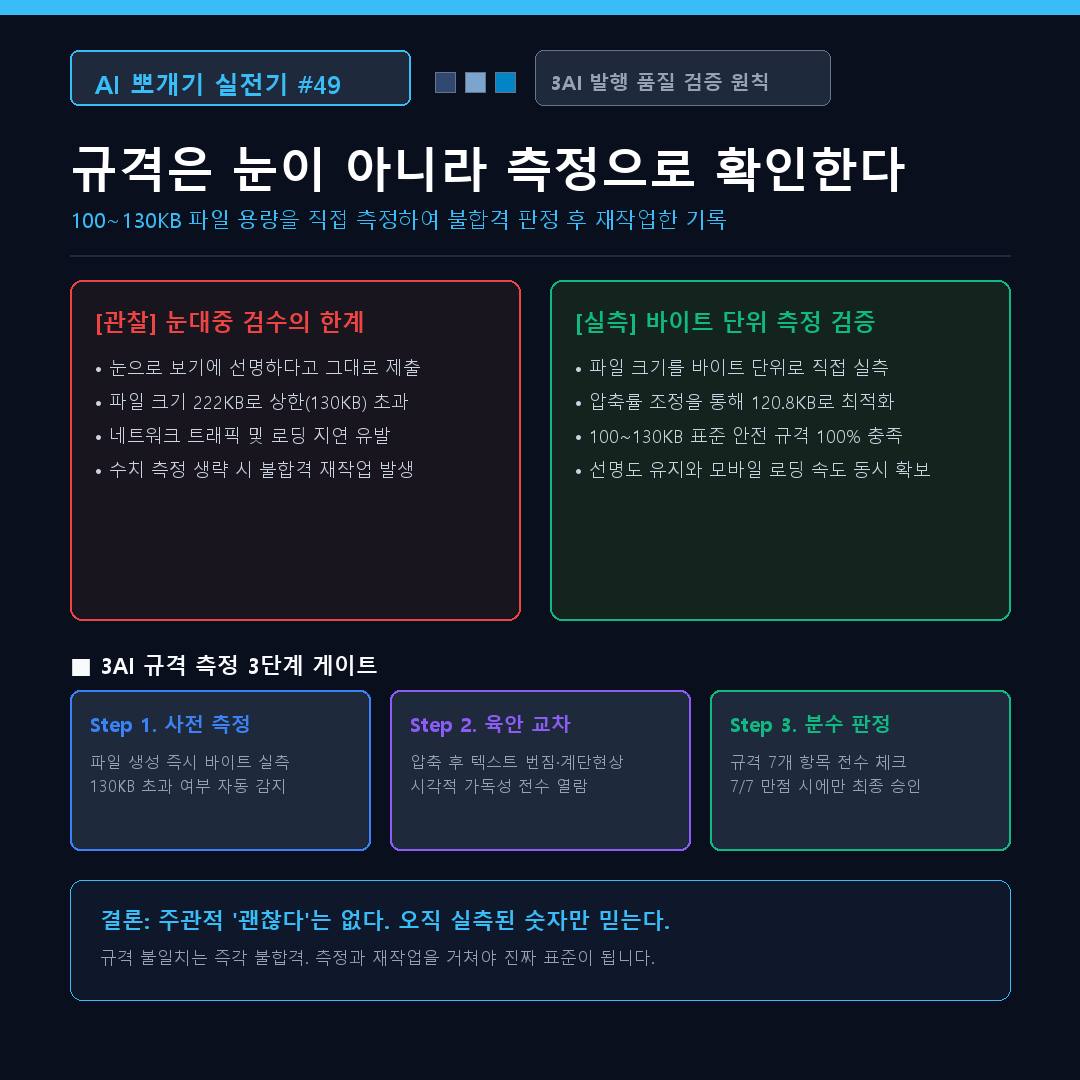 AI 뽀개기 실전기 #49
3AI 발행 품질 검증 원칙
규격은 눈이 아니라 측정으로 확인한다
100~130KB 파일 용량을 직접 측정하여 불합격 판정 후 재작업한 기록
[관찰] 눈대중 검수의 한계
• 눈으로 보기에 선명하다고 그대로 제출
• 파일 크기 222KB로 상한(130KB) 초과
• 네트워크 트래픽 및 로딩 지연 유발
• 수치 측정 생략 시 불합격 재작업 발생
[실측] 바이트 단위 측정 검증
• 파일 크기를 바이트 단위로 직접 실측
• 압축률 조정을 통해 120.8KB로 최적화
• 100~130KB 표준 안전 규격 100% 충족
• 선명도 유지와 모바일 로딩 속도 동시 확보
■ 3AI 규격 측정 3단계 게이트
Step 1. 사전 측정
파일 생성 즉시 바이트 실측
130KB 초과 여부 자동 감지
Step 2. 육안 교차
압축 후 텍스트 번짐·계단현상
시각적 가독성 전수 열람
Step 3. 분수 판정
규격 7개 항목 전수 체크
7/7 만점 시에만 최종 승인
결론: 주관적 '괜찮다'는 없다. 오직 실측된 숫자만 믿는다.
규격 불일치는 즉각 불합격. 측정과 재작업을 거쳐야 진짜 표준이 됩니다.